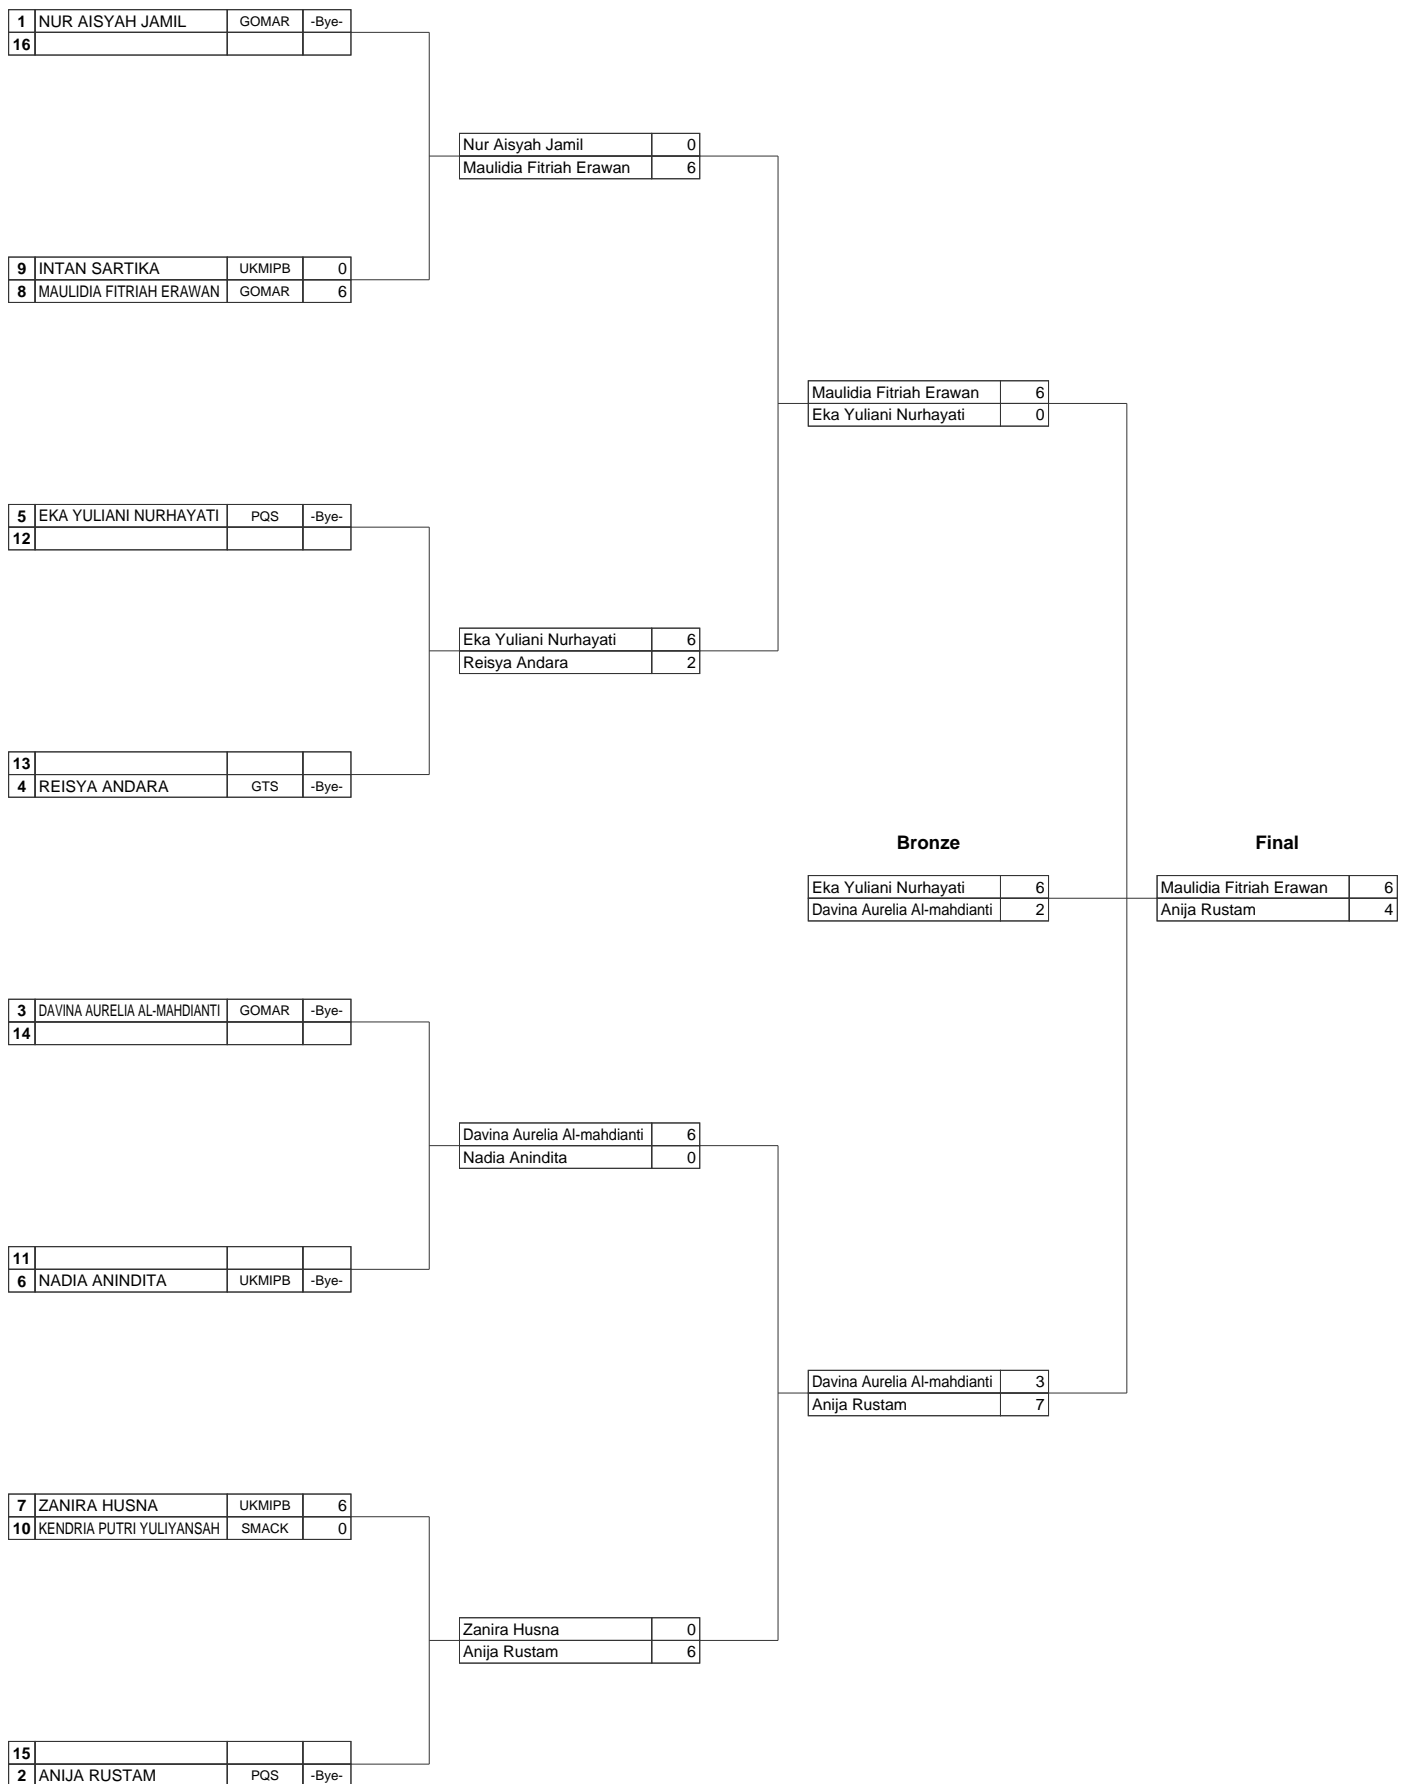 1 NUR AISYAH JAMIL GOMAR -Bye-
16
Nur Aisyah Jamil 0
Maulidia Fitriah Erawan 6
9 INTAN SARTIKA UKMIPB 0
8 MAULIDIA FITRIAH ERAWAN GOMAR 6
Maulidia Fitriah Erawan 6
Eka Yuliani Nurhayati 0
5 EKA YULIANI NURHAYATI PQS -Bye-
12
Eka Yuliani Nurhayati 6
Reisya Andara 2
13
4 REISYA ANDARA GTS -Bye-
Bronze Final
Eka Yuliani Nurhayati 6 Maulidia Fitriah Erawan 6
Davina Aurelia Al-mahdianti 2 Anija Rustam 4
3 DAVINA AURELIA AL-MAHDIANTI GOMAR -Bye-
14
Davina Aurelia Al-mahdianti 6
Nadia Anindita 0
11
6 NADIA ANINDITA UKMIPB -Bye-
Davina Aurelia Al-mahdianti 3
Anija Rustam 7
7 ZANIRA HUSNA UKMIPB 6
10 KENDRIA PUTRI YULIYANSAH SMACK 0
Zanira Husna 0
Anija Rustam 6
15
2 ANIJA RUSTAM PQS -Bye-